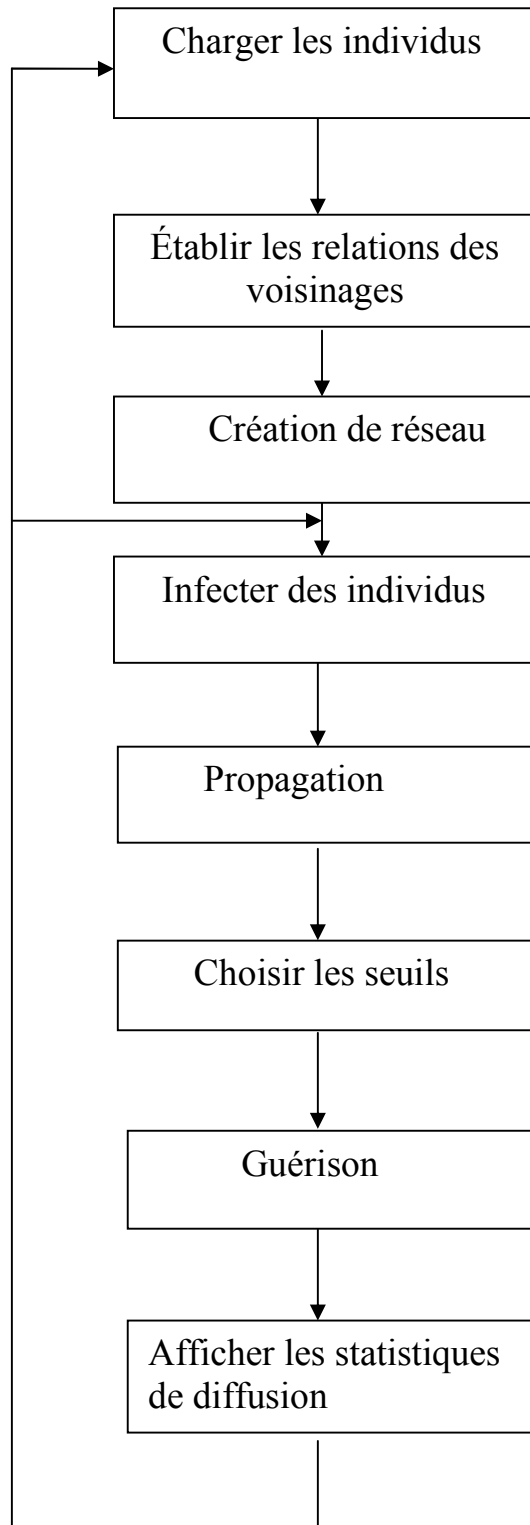 Charger les individus
Établir les relations des
voisinages
Création de réseau
Infecter des individus
Propagation
Choisir les seuils
Guérison
Afficher les statistiques
de diffusion